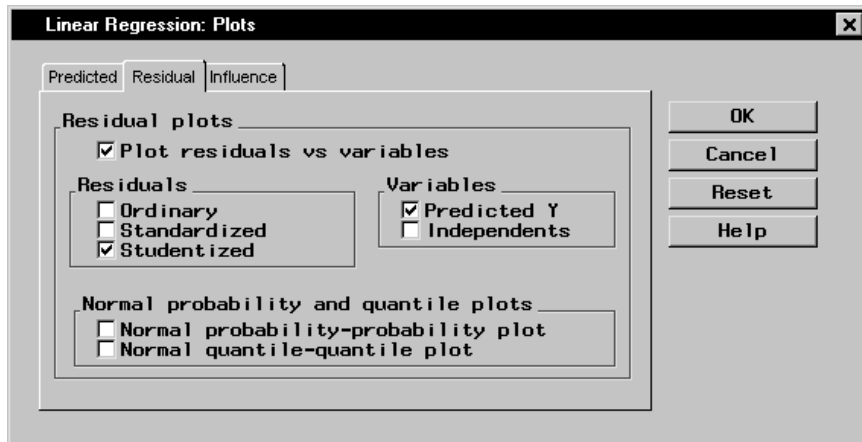 Linear Regression: Plots
Predicted Residual Influence
Residual plots
Plot residuals vs variables
Residuals
Ordinary
Standardized
Studentized
Variables
Predicted Y
Independents
Normal probability and quantile plots
Normal probability-probability plot
Normal quantile-quantile plot
OK
Cancel
Reset
Help